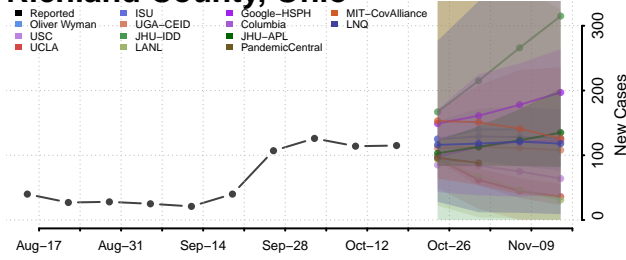 Richland County, Ohio
Reported ISU Google−HSPH MIT−CovAlliance
Oliver Wyman UGA−CEID Columbia LNQ
USC JHU−IDD JHU−APL
UCLA LANL PandemicCentral
0 100 200 300
New Cases
Aug−17 Aug−31 Sep−14 Sep−28 Oct−12 Oct−26 Nov−09